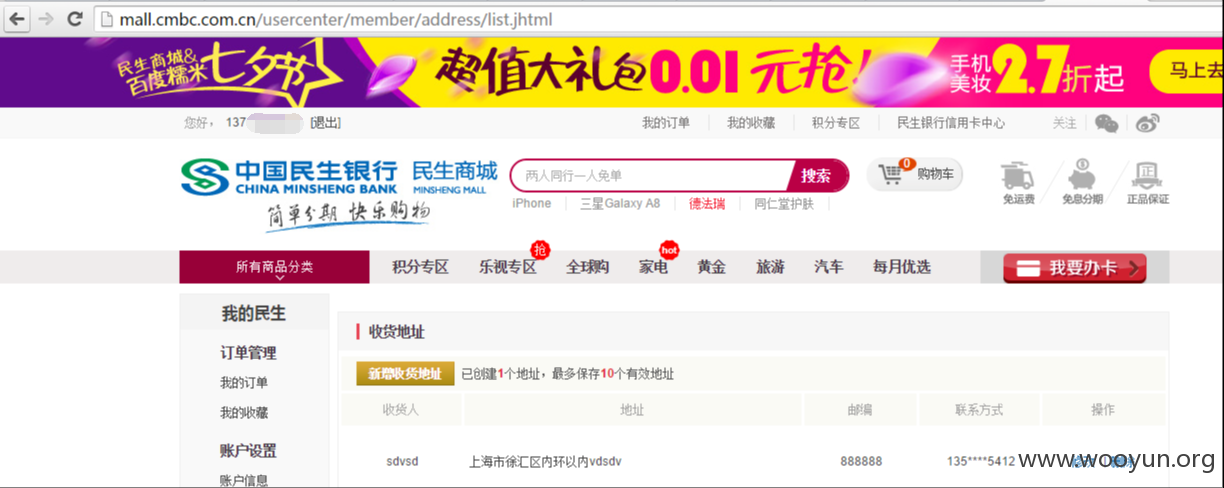 mall.cmbc.com.cn/usercenter/member/address/list.jhtml
民生商城&
百度糯米 七夕节 超值大礼包0.01元抢! 手机美妆2.7折起 马上去
您好, 137 [退出] 我的订单 我的收藏 积分专区 民生银行信用卡中心 关注
中国民生银行 民生商城 两人同行一人免单 搜索 0 购物车
CHINA MINSHENG BANK MINSHENG MALL
iPhone 三星Galaxy A8 德法瑞 同仁堂护肤 免运费 免息分期 正品保证
简单分期 快乐购物
所有商品分类 积分专区 乐视专区 抢 全球购 家电 hot 黄金 旅游 汽车 每月优选 我要办卡
我的民生
收货地址
订单管理
新增收货地址 已创建1个地址，最多保存10个有效地址
我的订单
收货人 地址 邮编 联系方式 操作
我的收藏
账户设置
sdvsd 上海市徐汇区内环以内vdsdv 888888 135****5412
www.wooyun.org
账户信息